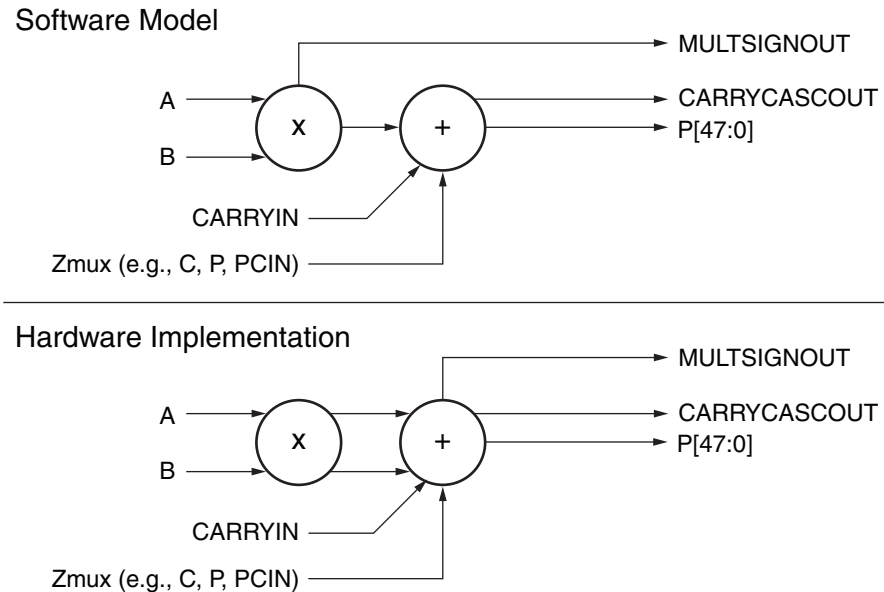 Software Model
MULTSIGNOUT
A
CARRYCASCOUT
x
+
P[47:0]
B
CARRYIN
Zmux (e.g., C, P, PCIN)
Hardware Implementation
MULTSIGNOUT
A
CARRYCASCOUT
x
+
P[47:0]
B
CARRYIN
Zmux (e.g., C, P, PCIN)